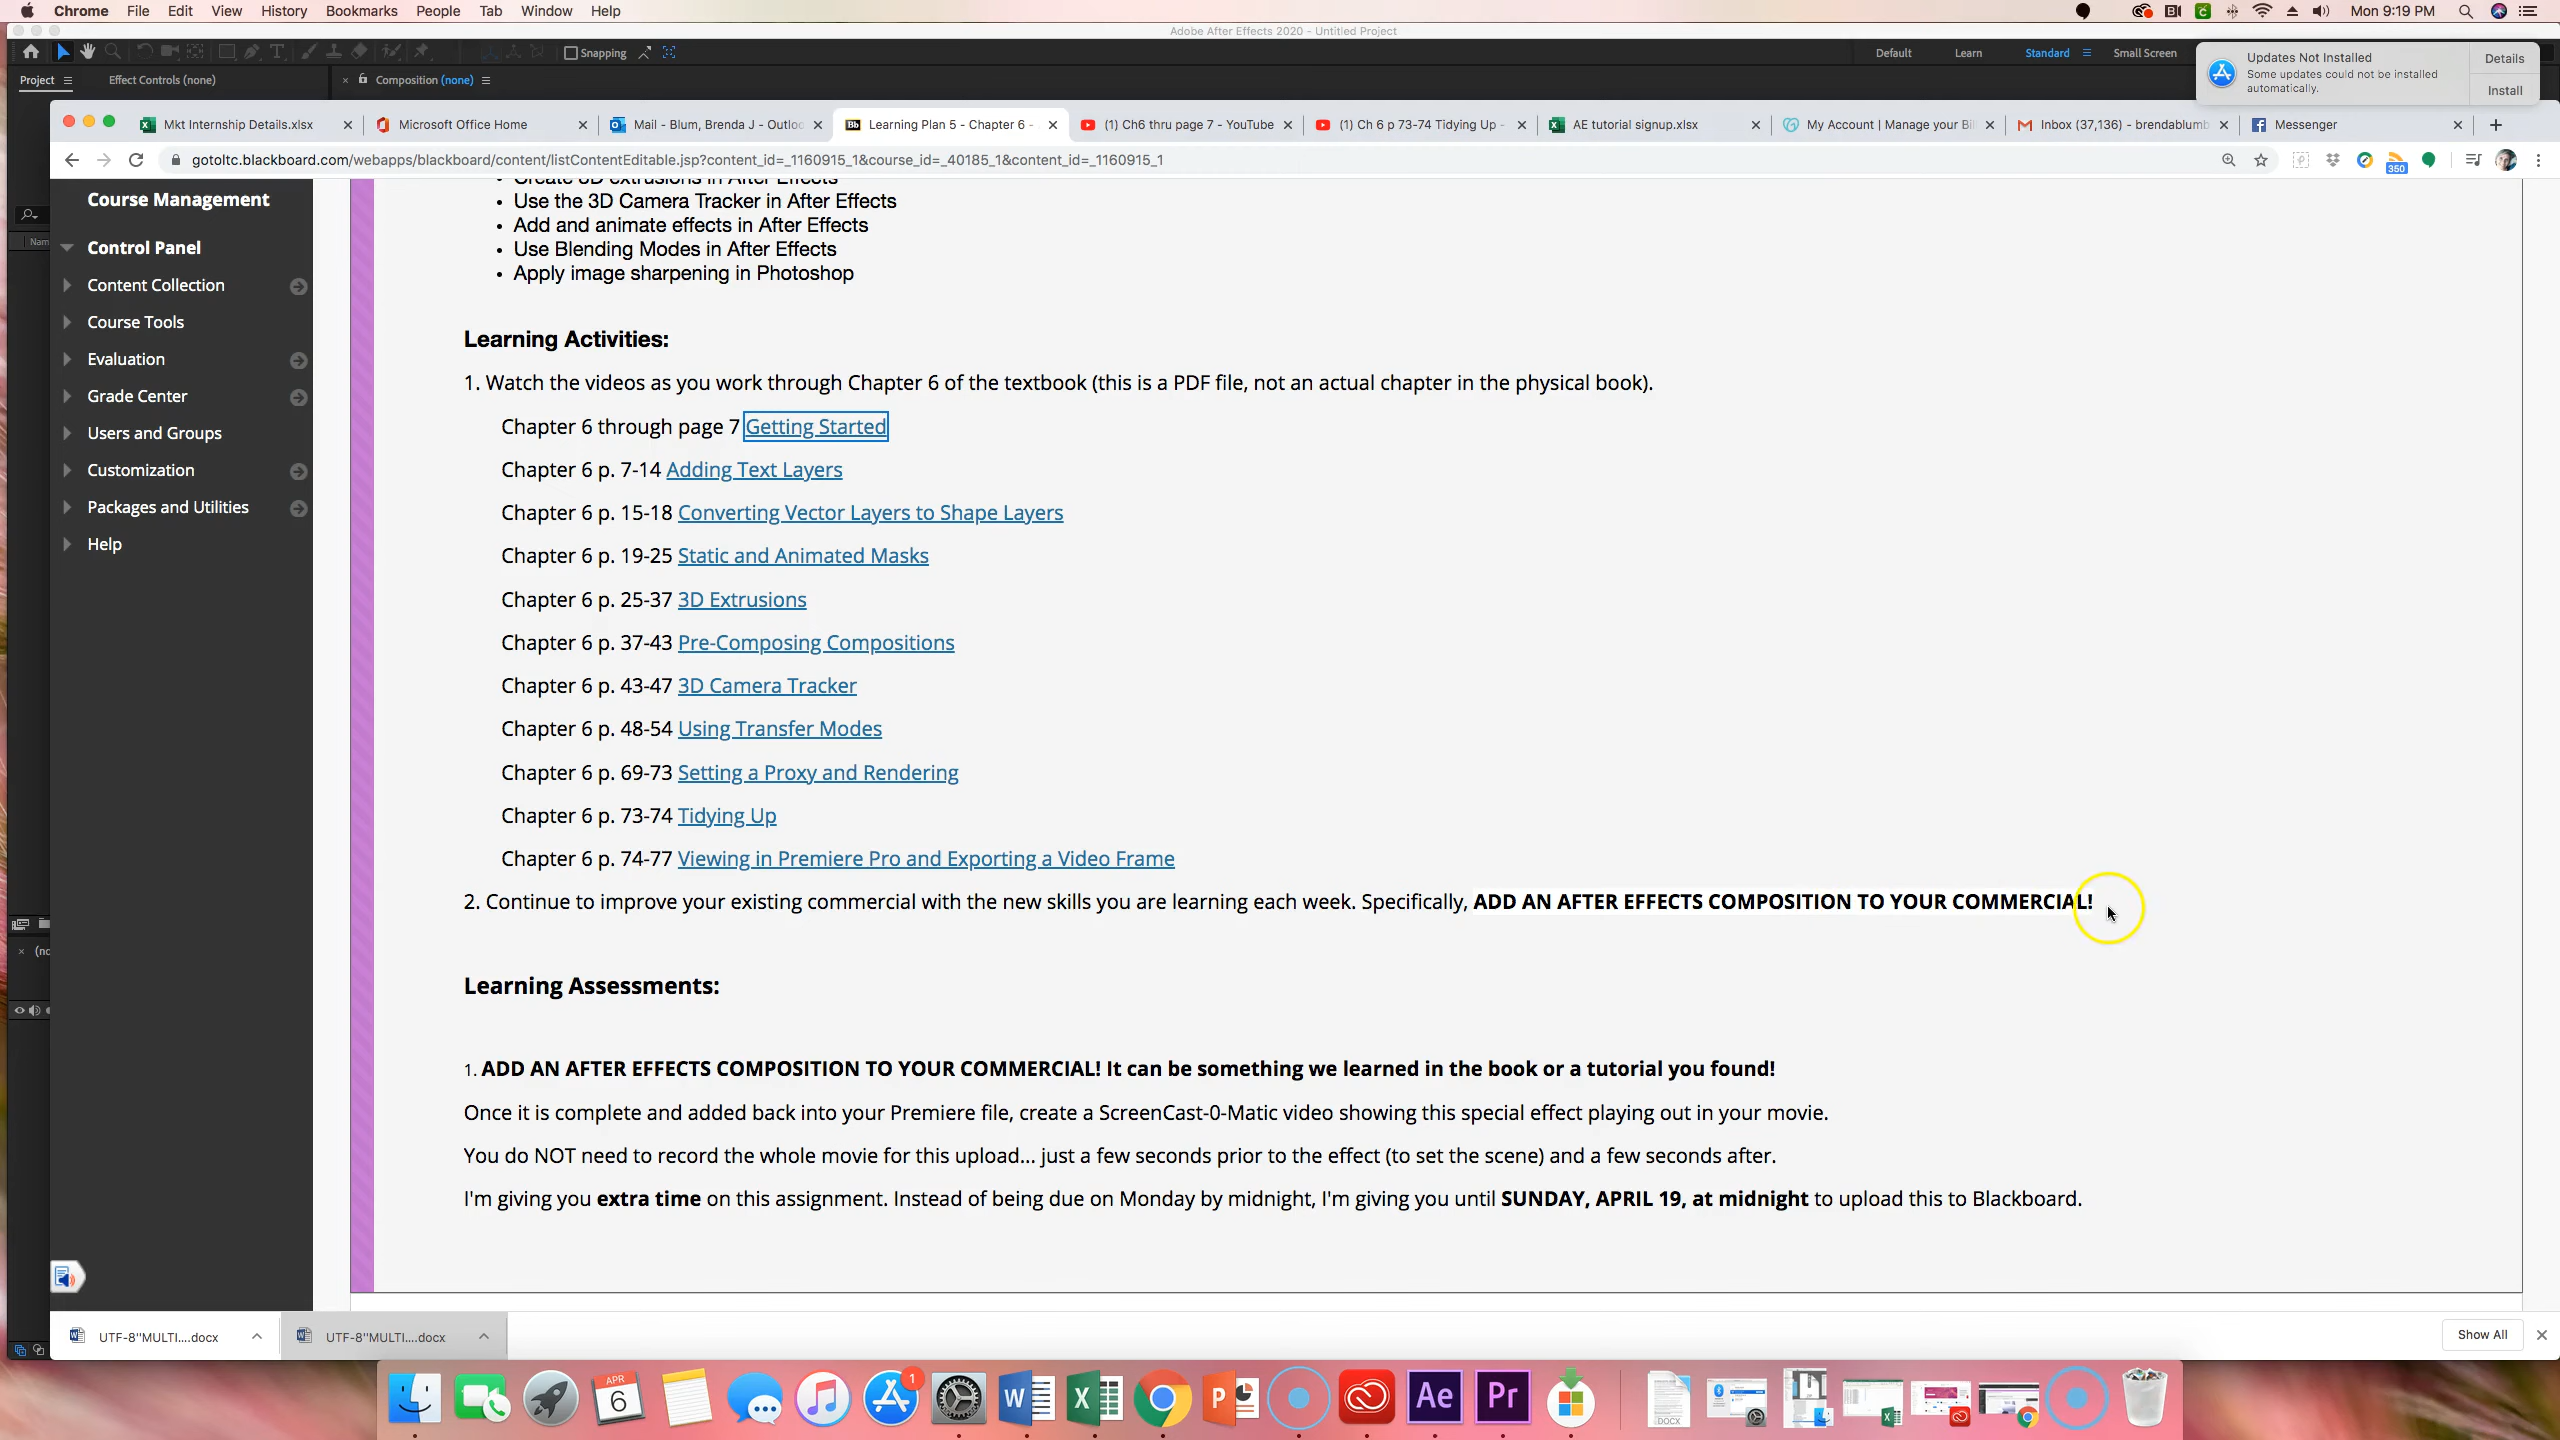 Chrome File Edit View History Bookmarks People Tab Window Help Mon 9:19 PM
Adobe After Effects 2020 - Untitled Project
Snapping Default Learn Standard Small Screen
Project Effect Controls (none) Composition (none)
Updates Not Installed
Some updates could not be installed
automatically.
Details
Install
Mkt Internship Details.xlsx Microsoft Office Home Mail - Blum, Brenda J - Outloo Learning Plan 5 - Chapter 6 - (1) Ch6 thru page 7 - YouTube (1) Ch 6 p 73-74 Tidying Up - AE tutorial signup.xlsx My Account | Manage your Bi Inbox (37,136) - brendablumb Messenger
gotoltc.blackboard.com/webapps/blackboard/content/listContentEditable.jsp?content_id=_1160915_1&course_id=_40185_1&content_id=_1160915_1
350
Course Management
Control Panel
Content Collection
Course Tools
Evaluation
Grade Center
Users and Groups
Customization
Packages and Utilities
Help
Nam
(nc
• Create 3D extrusions in After Effects
• Use the 3D Camera Tracker in After Effects
• Add and animate effects in After Effects
• Use Blending Modes in After Effects
• Apply image sharpening in Photoshop
Learning Activities:
1. Watch the videos as you work through Chapter 6 of the textbook (this is a PDF file, not an actual chapter in the physical book).
Chapter 6 through page 7 Getting Started
Chapter 6 p. 7-14 Adding Text Layers
Chapter 6 p. 15-18 Converting Vector Layers to Shape Layers
Chapter 6 p. 19-25 Static and Animated Masks
Chapter 6 p. 25-37 3D Extrusions
Chapter 6 p. 37-43 Pre-Composing Compositions
Chapter 6 p. 43-47 3D Camera Tracker
Chapter 6 p. 48-54 Using Transfer Modes
Chapter 6 p. 69-73 Setting a Proxy and Rendering
Chapter 6 p. 73-74 Tidying Up
Chapter 6 p. 74-77 Viewing in Premiere Pro and Exporting a Video Frame
2. Continue to improve your existing commercial with the new skills you are learning each week. Specifically, ADD AN AFTER EFFECTS COMPOSITION TO YOUR COMMERCIAL!
Learning Assessments:
1. ADD AN AFTER EFFECTS COMPOSITION TO YOUR COMMERCIAL! It can be something we learned in the book or a tutorial you found!
Once it is complete and added back into your Premiere file, create a ScreenCast-0-Matic video showing this special effect playing out in your movie.
You do NOT need to record the whole movie for this upload... just a few seconds prior to the effect (to set the scene) and a few seconds after.
I'm giving you extra time on this assignment. Instead of being due on Monday by midnight, I'm giving you until SUNDAY, APRIL 19, at midnight to upload this to Blackboard.
UTF-8''MULTI....docx UTF-8''MULTI....docx Show All
APR
6
1
W X P Ae Pr
DOCX